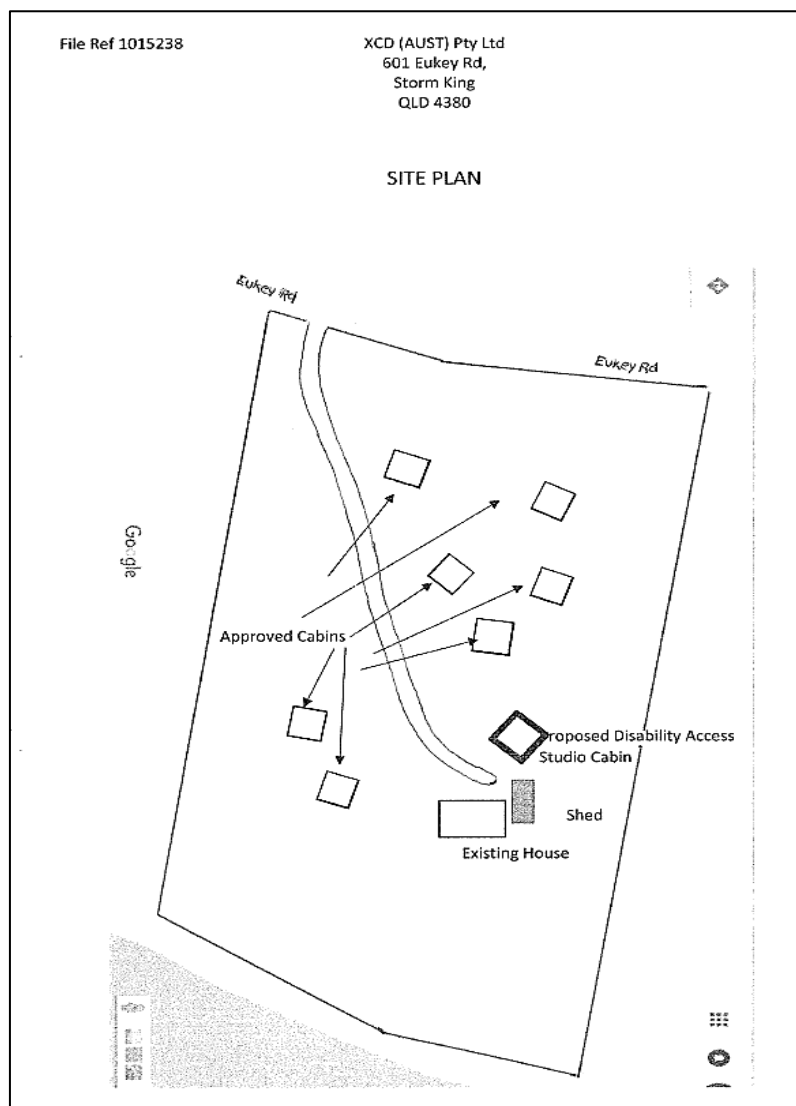 File Ref 1015238
XCD (AUST) Pty Ltd
601 Eukey Rd,
Storm King
QLD 4380
SITE PLAN
Eukey Rd
Eukey Rd
Google
Approved Cabins
Proposed Disability Access
Studio Cabin
Shed
Existing House